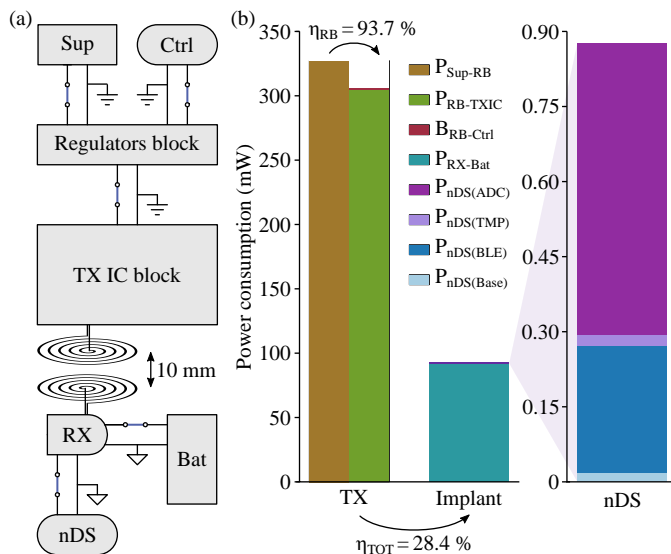 (a)
Sup
Ctrl
Regulators block
TX IC block
10 mm
RX
Bat
nDS
(b)
Power consumption (mW)
350
300
250
200
150
100
50
0
η_RB = 93.7 %
P_Sup-RB
P_RB-TXIC
B_RB-Ctrl
P_RX-Bat
P_nDS(ADC)
P_nDS(TMP)
P_nDS(BLE)
P_nDS(Base)
TX
Implant
η_TOT = 28.4 %
0.90
0.75
0.60
0.45
0.30
0.15
0
nDS